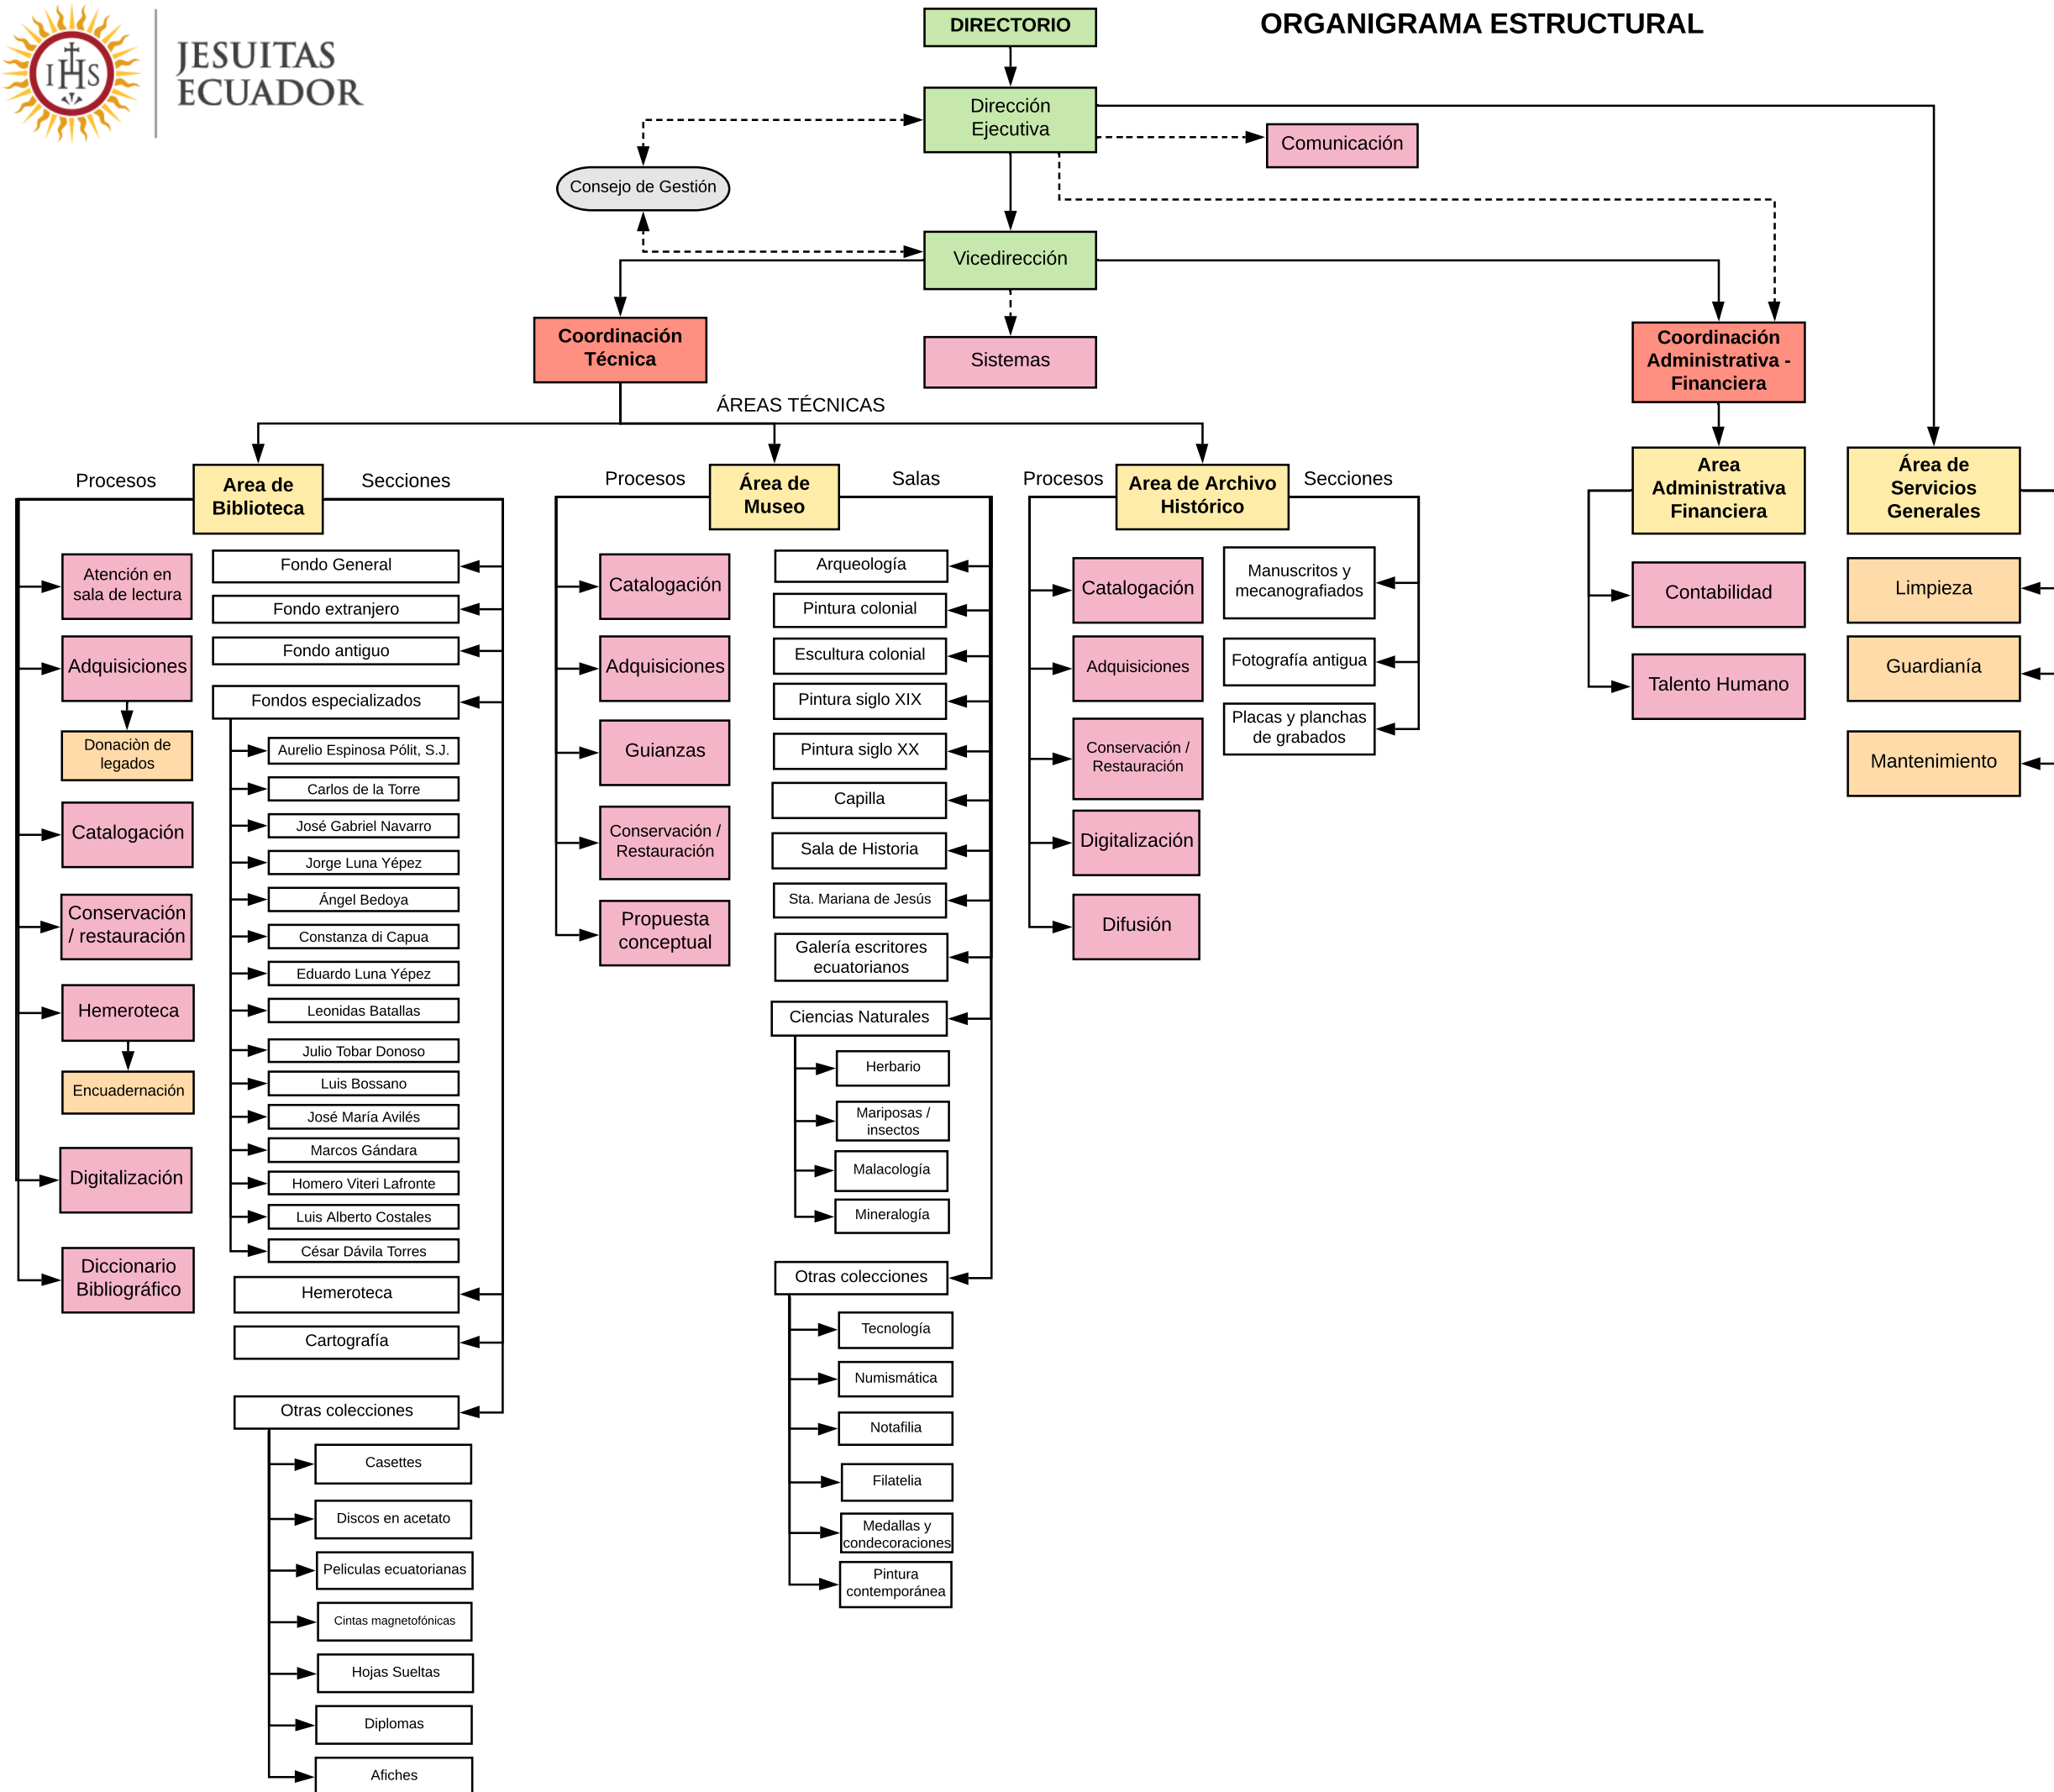 JESUITAS
ECUADOR
IHS
ORGANIGRAMA ESTRUCTURAL
DIRECTORIO
Dirección
Ejecutiva
Comunicación
Consejo de Gestión
Vicedirección
Sistemas
Coordinación
Técnica
Coordinación
Administrativa -
Financiera
ÁREAS TÉCNICAS
Procesos
Area de
Biblioteca
Secciones
Atención en
sala de lectura
Adquisiciones
Donaciòn de
legados
Catalogación
Conservación
/ restauración
Hemeroteca
Encuadernación
Digitalización
Diccionario
Bibliográfico
Fondo General
Fondo extranjero
Fondo antiguo
Fondos especializados
Aurelio Espinosa Pólit, S.J.
Carlos de la Torre
José Gabriel Navarro
Jorge Luna Yépez
Ángel Bedoya
Constanza di Capua
Eduardo Luna Yépez
Leonidas Batallas
Julio Tobar Donoso
Luis Bossano
José María Avilés
Marcos Gándara
Homero Viteri Lafronte
Luis Alberto Costales
César Dávila Torres
Hemeroteca
Cartografía
Otras colecciones
Casettes
Discos en acetato
Peliculas ecuatorianas
Cintas magnetofónicas
Hojas Sueltas
Diplomas
Afiches
Procesos
Área de
Museo
Salas
Catalogación
Adquisiciones
Guianzas
Conservación /
Restauración
Propuesta
conceptual
Arqueología
Pintura colonial
Escultura colonial
Pintura siglo XIX
Pintura siglo XX
Capilla
Sala de Historia
Sta. Mariana de Jesús
Galería escritores
ecuatorianos
Ciencias Naturales
Herbario
Mariposas /
insectos
Malacología
Mineralogía
Otras colecciones
Tecnología
Numismática
Notafilia
Filatelia
Medallas y
condecoraciones
Pintura
contemporánea
Procesos
Area de Archivo
Histórico
Secciones
Catalogación
Adquisiciones
Conservación /
Restauración
Digitalización
Difusión
Manuscritos y
mecanografiados
Fotografía antigua
Placas y planchas
de grabados
Area
Administrativa
Financiera
Contabilidad
Talento Humano
Área de
Servicios
Generales
Limpieza
Guardianía
Mantenimiento